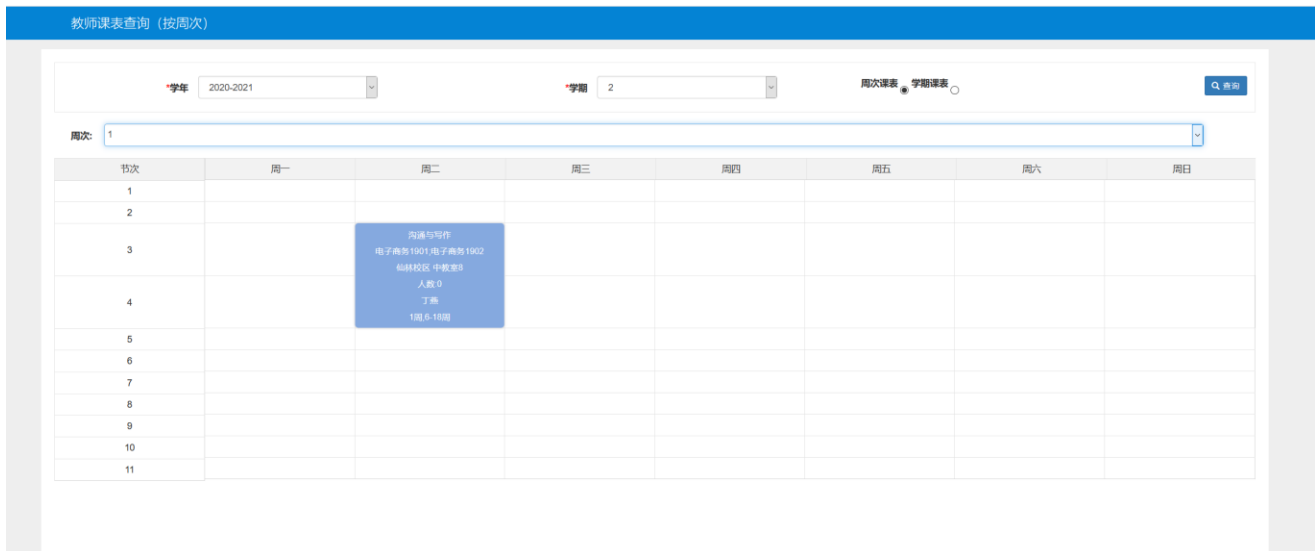 教师课表查询（按周次）
*学年 2020-2021 *学期 2 周次课表 学期课表 查询
周次: 1
节次 周一 周二 周三 周四 周五 周六 周日
1
2
3
沟通与写作
电子商务1901;电子商务1902
仙林校区 中教室8
人数:0
4
丁燕
1周,6-18周
5
6
7
8
9
10
11